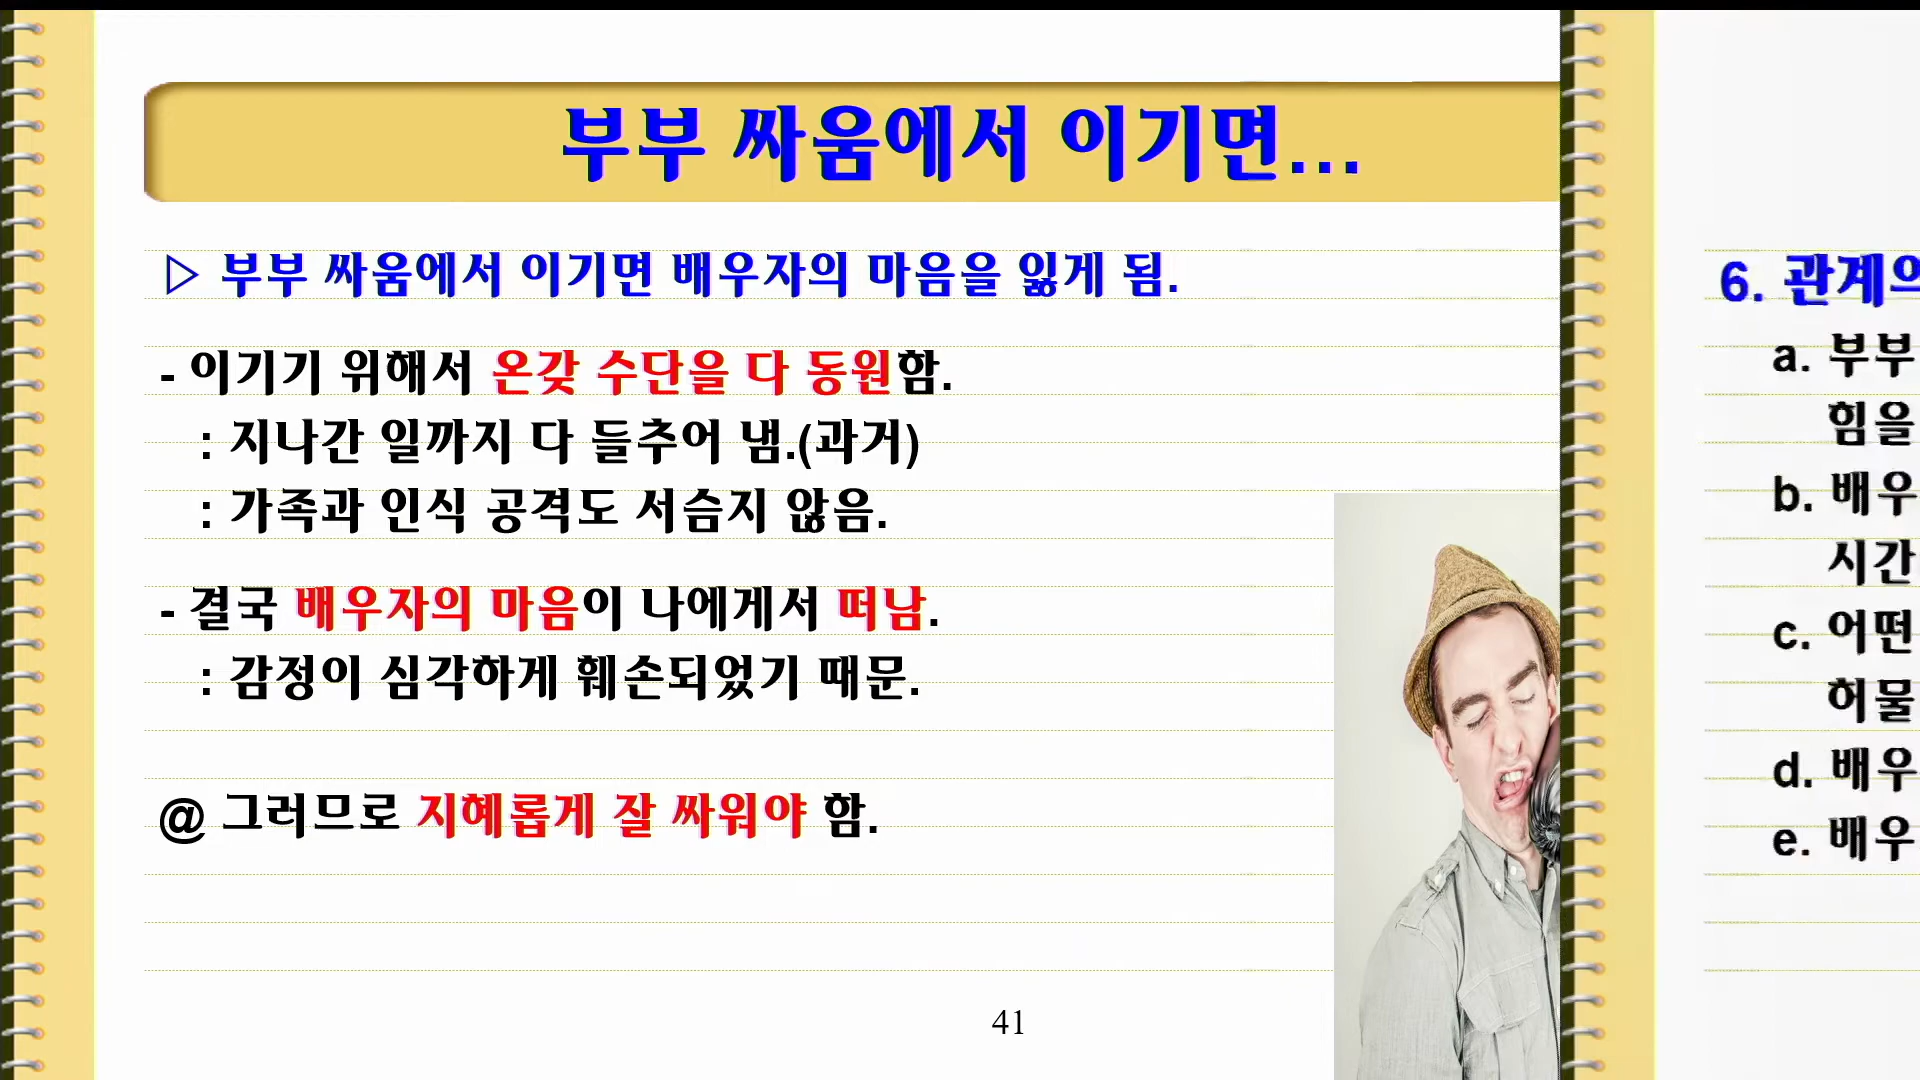 부부 싸움에서 이기면...
▷ 부부 싸움에서 이기면 배우자의 마음을 잃게 됨.
- 이기기 위해서 온갖 수단을 다 동원함.
: 지나간 일까지 다 들추어 냄.(과거)
: 가족과 인식 공격도 서슴지 않음.
- 결국 배우자의 마음이 나에게서 떠남.
: 감정이 심각하게 훼손되었기 때문.
@ 그러므로 지혜롭게 잘 싸워야 함.
41
6. 관계의
a. 부부
힘을
b. 배우
시간
c. 어떤
허물
d. 배우
e. 배우